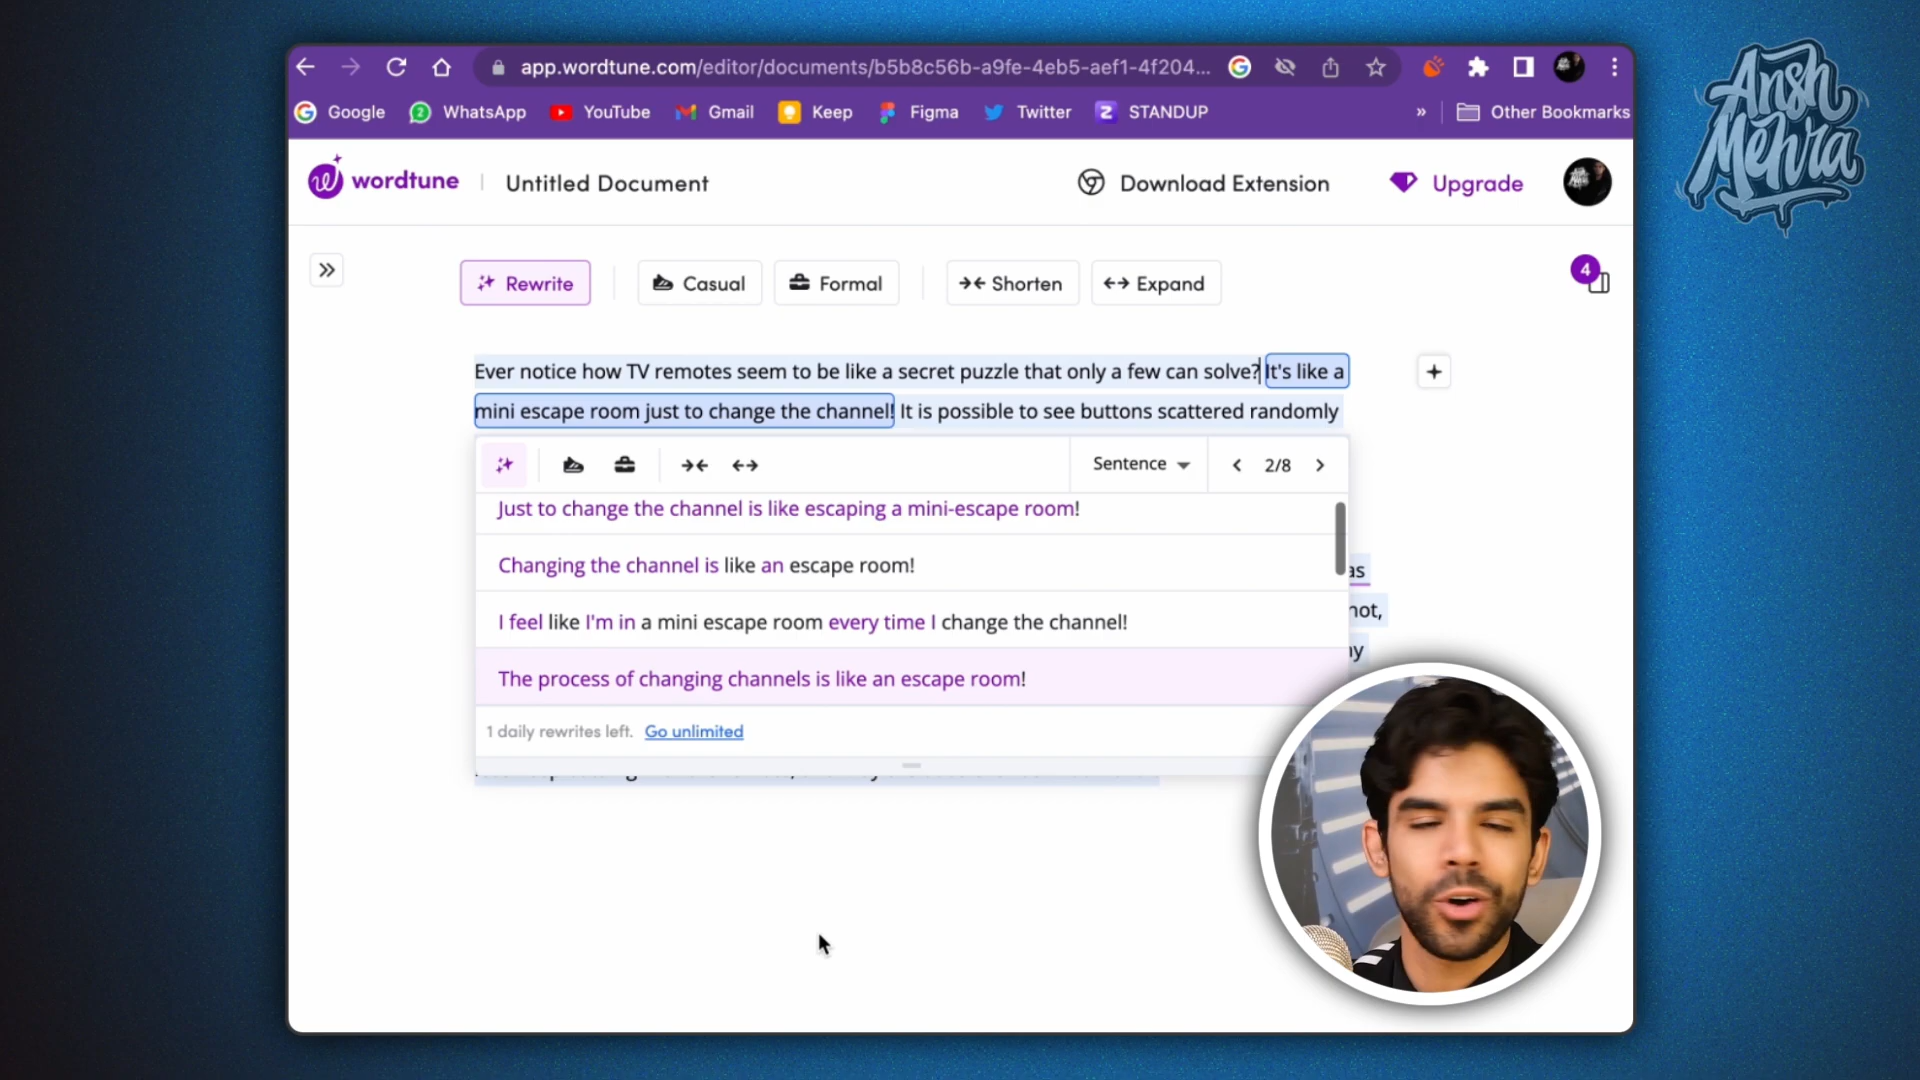 app.wordtune.com/editor/documents/b5b8c56b-a9fe-4eb5-aef1-4f204...
Google WhatsApp YouTube Gmail Keep Figma Twitter STANDUP » Other Bookmarks
Ansh
Mehra
wordtune | Untitled Document Download Extension Upgrade
Rewrite Casual Formal Shorten Expand 4
Ever notice how TV remotes seem to be like a secret puzzle that only a few can solve? It's like a
mini escape room just to change the channel! It is possible to see buttons scattered randomly
Sentence 2/8
Just to change the channel is like escaping a mini-escape room!
Changing the channel is like an escape room!
as
I feel like I'm in a mini escape room every time I change the channel!
not,
The process of changing channels is like an escape room!
1 daily rewrites left. Go unlimited